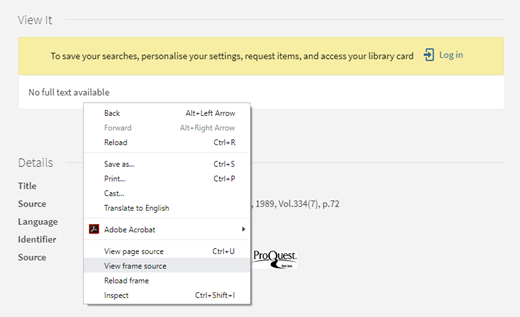 View It
To save your searches, personalise your settings, request items, and access your library card Log in
No full text available
Back Alt+Left Arrow
Forward Alt+Right Arrow
Reload Ctrl+R
Save as... Ctrl+S
Print... Ctrl+P
Cast...
Translate to English
Adobe Acrobat
View page source Ctrl+U
View frame source
Reload frame
Inspect Ctrl+Shift+I
Details
Title
Source , 1989, Vol.334(7), p.72
Language
Identifier
Source ProQuest